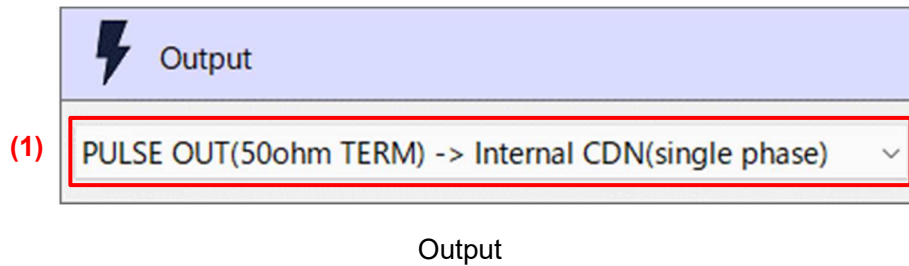 Output
(1)
PULSE OUT(50ohm TERM) -> Internal CDN(single phase)
Output